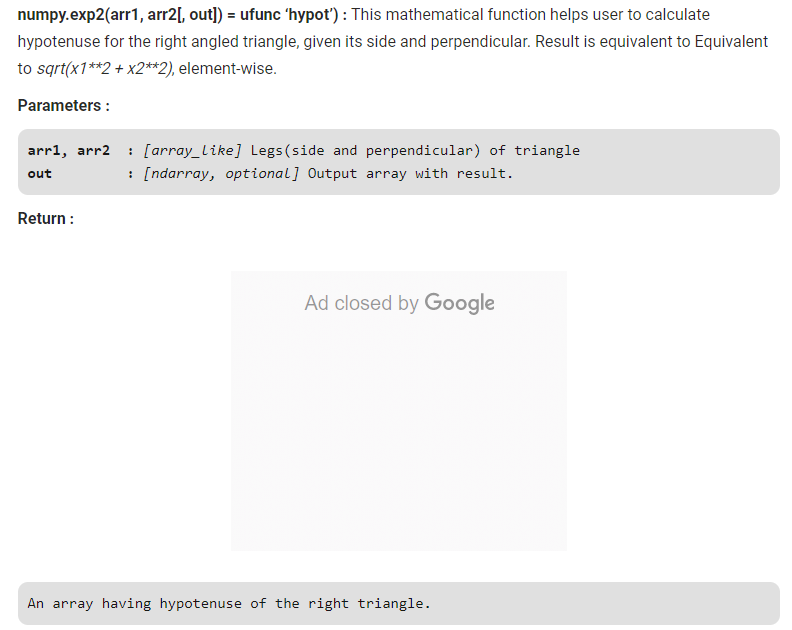 numpy.exp2(arr1, arr2[, out]) = ufunc ‘hypot’) : This mathematical function helps user to calculate
hypotenuse for the right angled triangle, given its side and perpendicular. Result is equivalent to Equivalent
to sqrt(x1**2 + x2**2), element-wise.
Parameters :
arr1, arr2  : [array_like] Legs(side and perpendicular) of triangle
out         : [ndarray, optional] Output array with result.
Return :
Ad closed by Google
An array having hypotenuse of the right triangle.